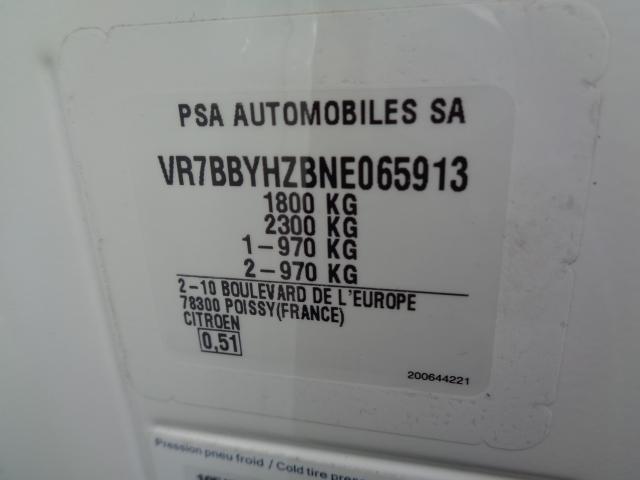 PSA AUTOMOBILES SA
VR7BBYHZBNE065913
1800 KG
2300 KG
1-970 KG
2-970 KG
2-10 BOULEVARD DE L'EUROPE
78300 POISSY(FRANCE)
CITROEN
0,51
200644221
Pression pneu froid / Cold tire pres